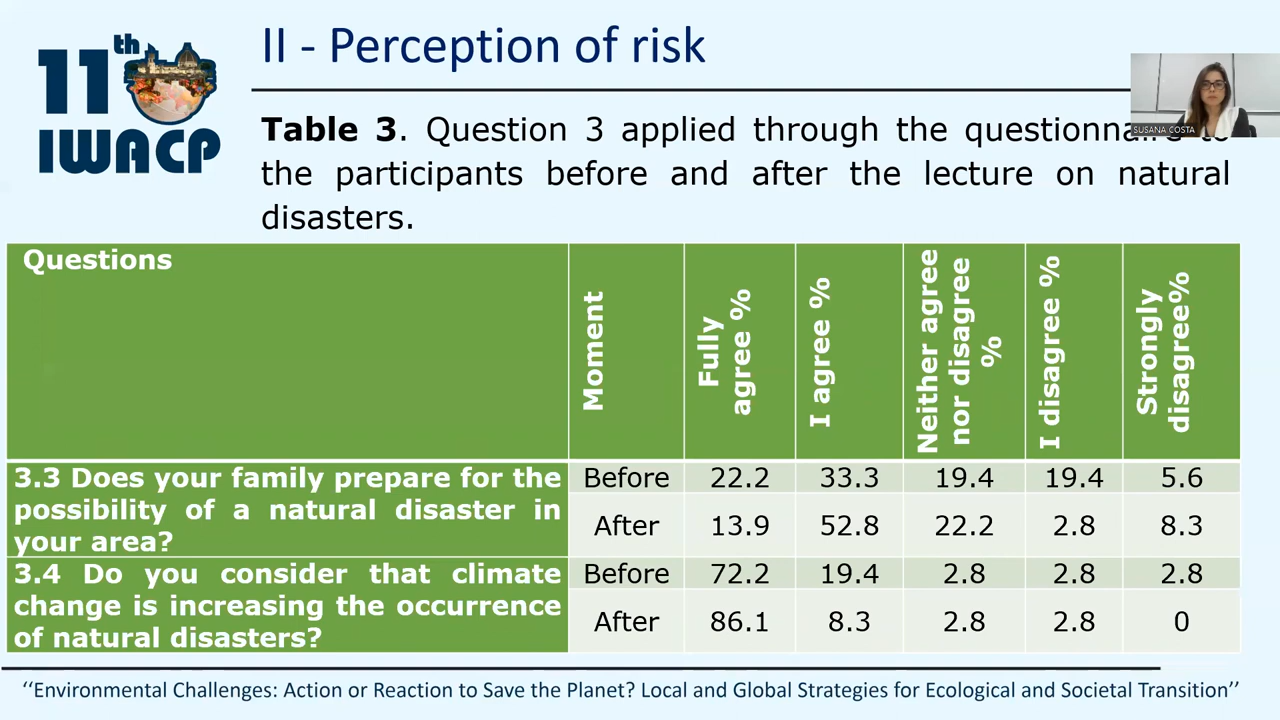 11th
IWACP
II - Perception of risk
SUSANA COSTA
Table 3. Question 3 applied through the questionnaire to
the participants before and after the lecture on natural
disasters.
Questions
Moment
Fully
agree %
I agree %
Neither agree
nor disagree
%
I disagree %
Strongly
disagree%
3.3 Does your family prepare for the
possibility of a natural disaster in
your area?
Before 22.2 33.3 19.4 19.4 5.6
After 13.9 52.8 22.2 2.8 8.3
3.4 Do you consider that climate
change is increasing the occurrence
of natural disasters?
Before 72.2 19.4 2.8 2.8 2.8
After 86.1 8.3 2.8 2.8 0
‘‘Environmental Challenges: Action or Reaction to Save the Planet? Local and Global Strategies for Ecological and Societal Transition’’